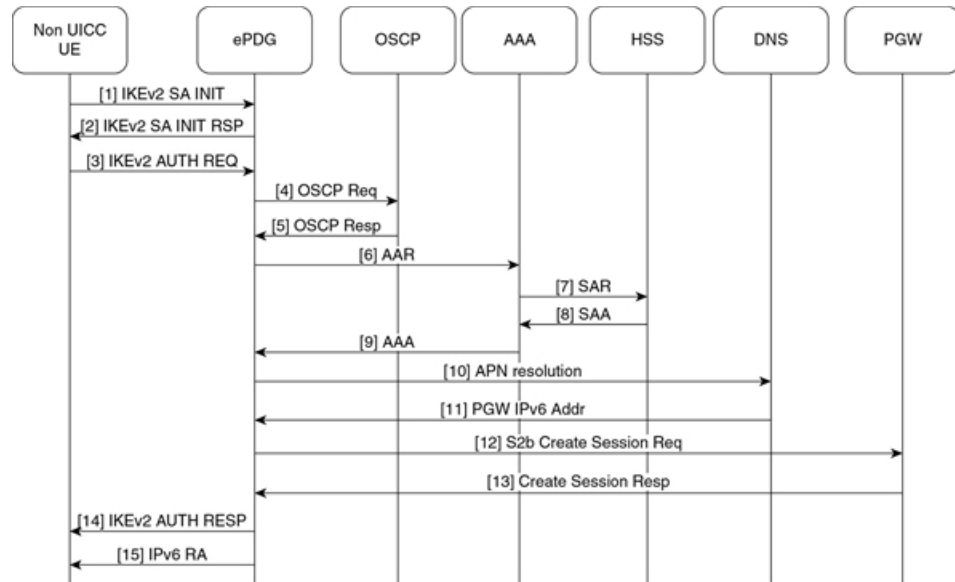 Non UICC
UE
ePDG
OSCP
AAA
HSS
DNS
PGW
[1] IKEv2 SA INIT
[2] IKEv2 SA INIT RSP
[3] IKEv2 AUTH REQ
[4] OSCP Req
[5] OSCP Resp
[6] AAR
[7] SAR
[8] SAA
[9] AAA
[10] APN resolution
[11] PGW IPv6 Addr
[12] S2b Create Session Req
[13] Create Session Resp
[14] IKEv2 AUTH RESP
[15] IPv6 RA